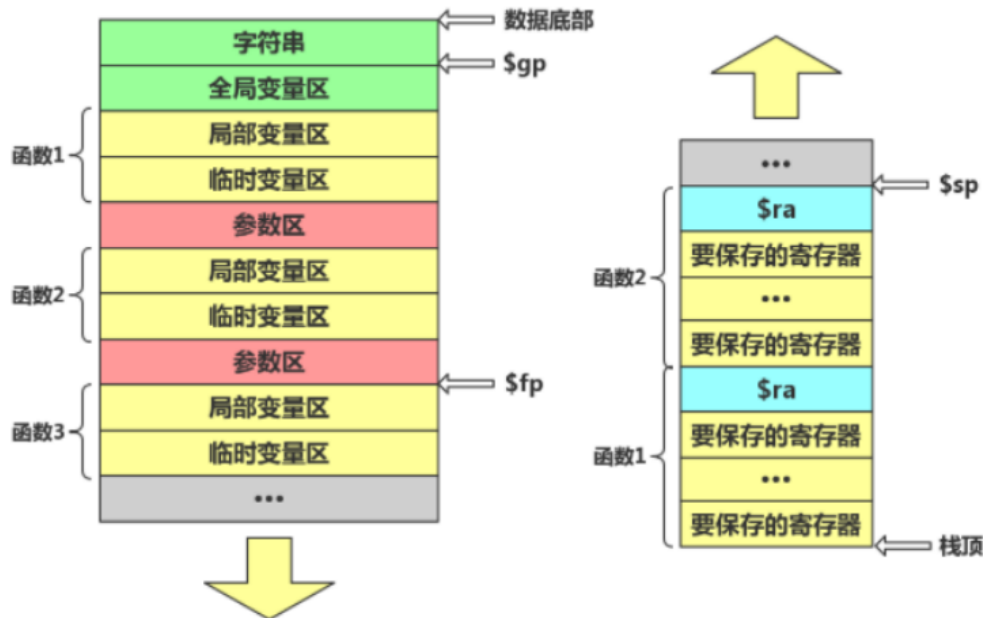 数据底部
字符串
$gp
全局变量区
函数1
局部变量区
临时变量区
参数区
函数2
局部变量区
临时变量区
参数区
$fp
函数3
局部变量区
临时变量区
...
...
$sp
函数2
$ra
要保存的寄存器
...
要保存的寄存器
函数1
$ra
要保存的寄存器
...
要保存的寄存器
栈顶